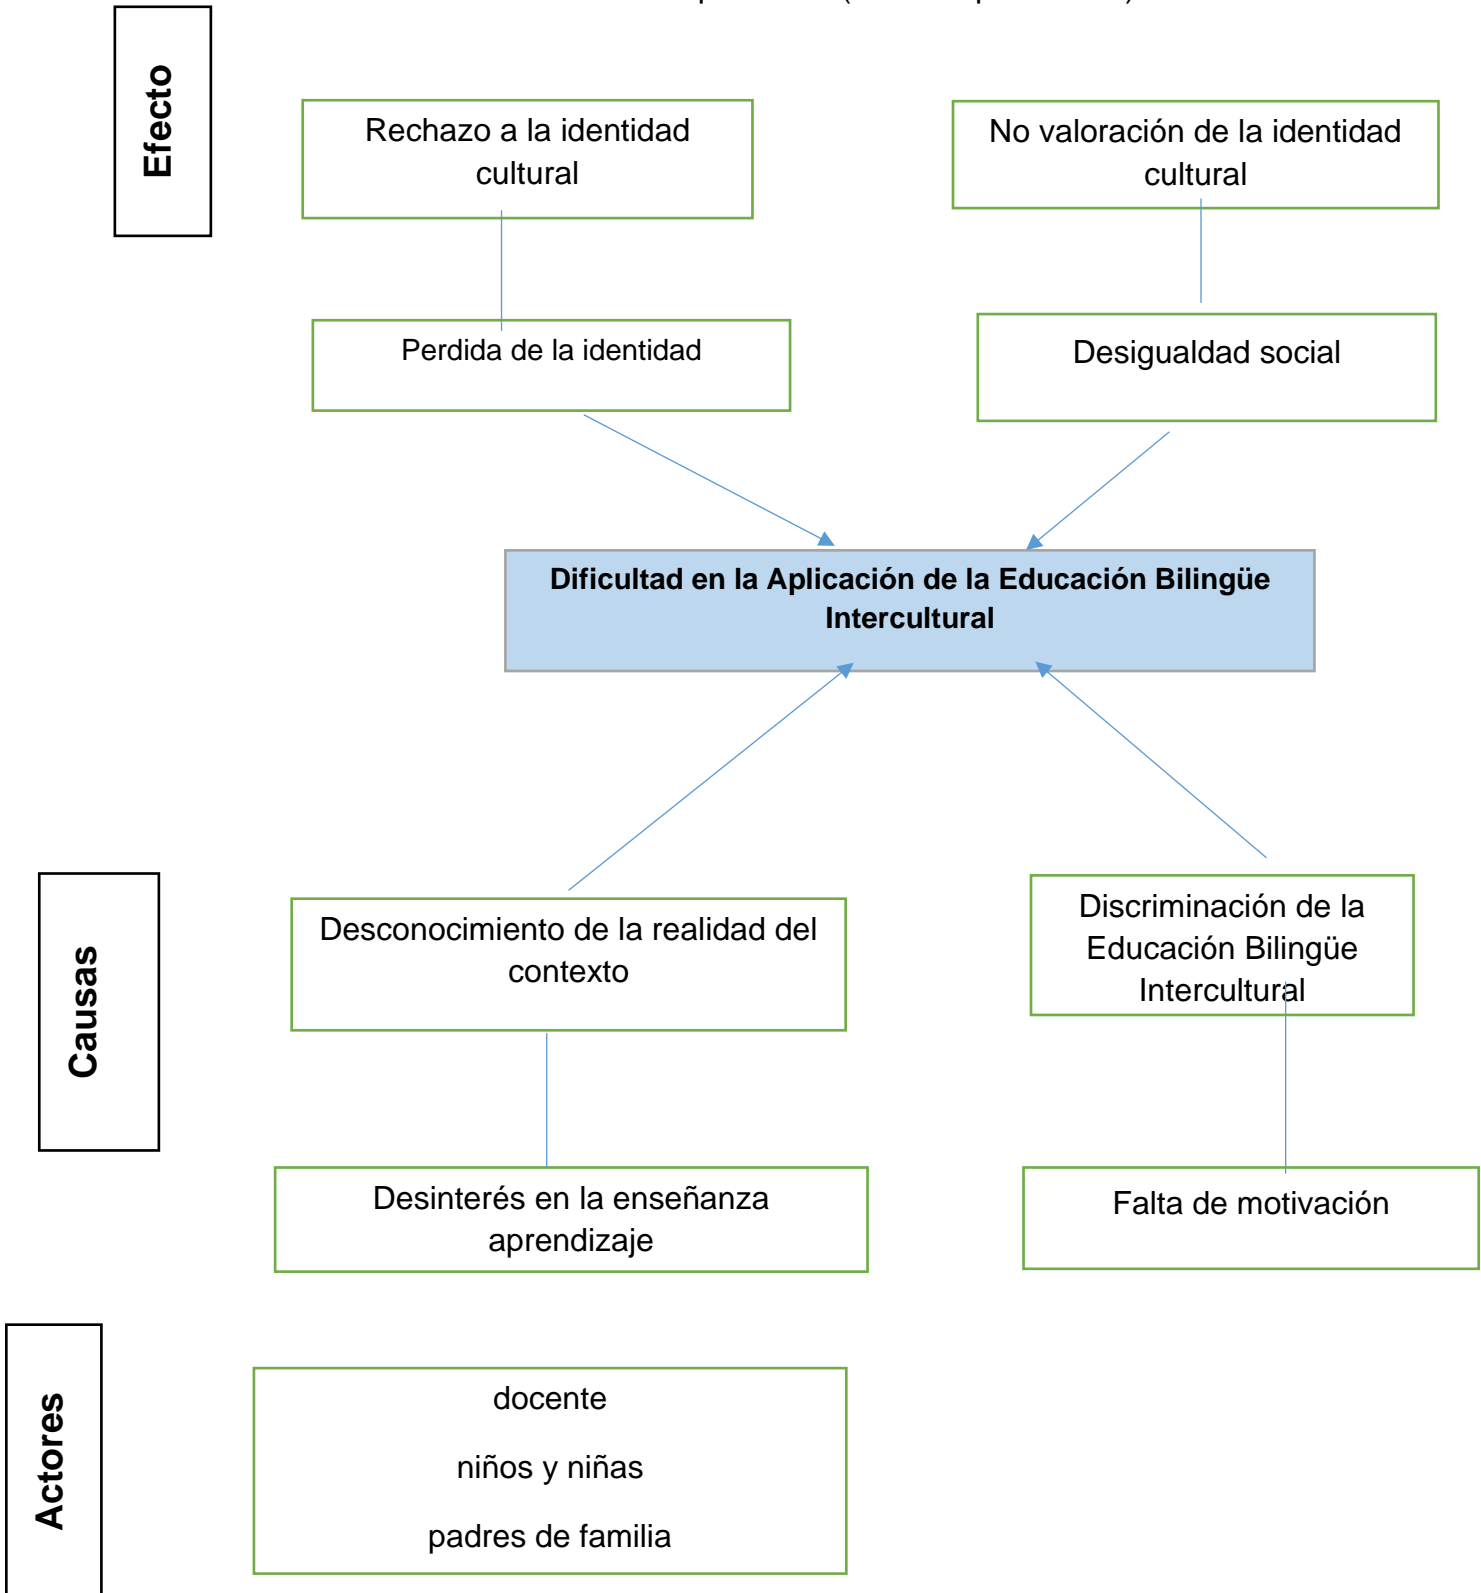 Efecto
Rechazo a la identidad
cultural
No valoración de la identidad
cultural
Perdida de la identidad
Desigualdad social
Dificultad en la Aplicación de la Educación Bilingüe
Intercultural
Causas
Desconocimiento de la realidad del
contexto
Discriminación de la
Educación Bilingüe
Intercultural
Desinterés en la enseñanza
aprendizaje
Falta de motivación
Actores
docente
niños y niñas
padres de familia